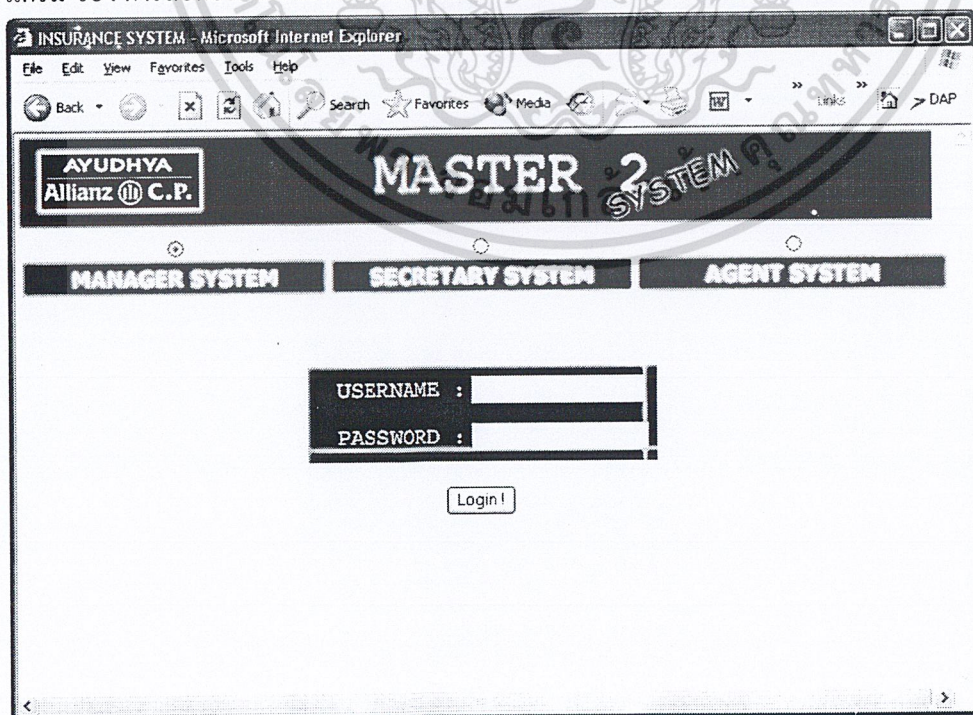 INSURANCE SYSTEM - Microsoft Internet Explorer
File Edit View Favorites Tools Help
Back Search Favorites Media Links DAP
AYUDHYA
Allianz C.P.
MASTER 2
SYSTEM
MANAGER SYSTEM SECRETARY SYSTEM AGENT SYSTEM
USERNAME :
PASSWORD :
Login !